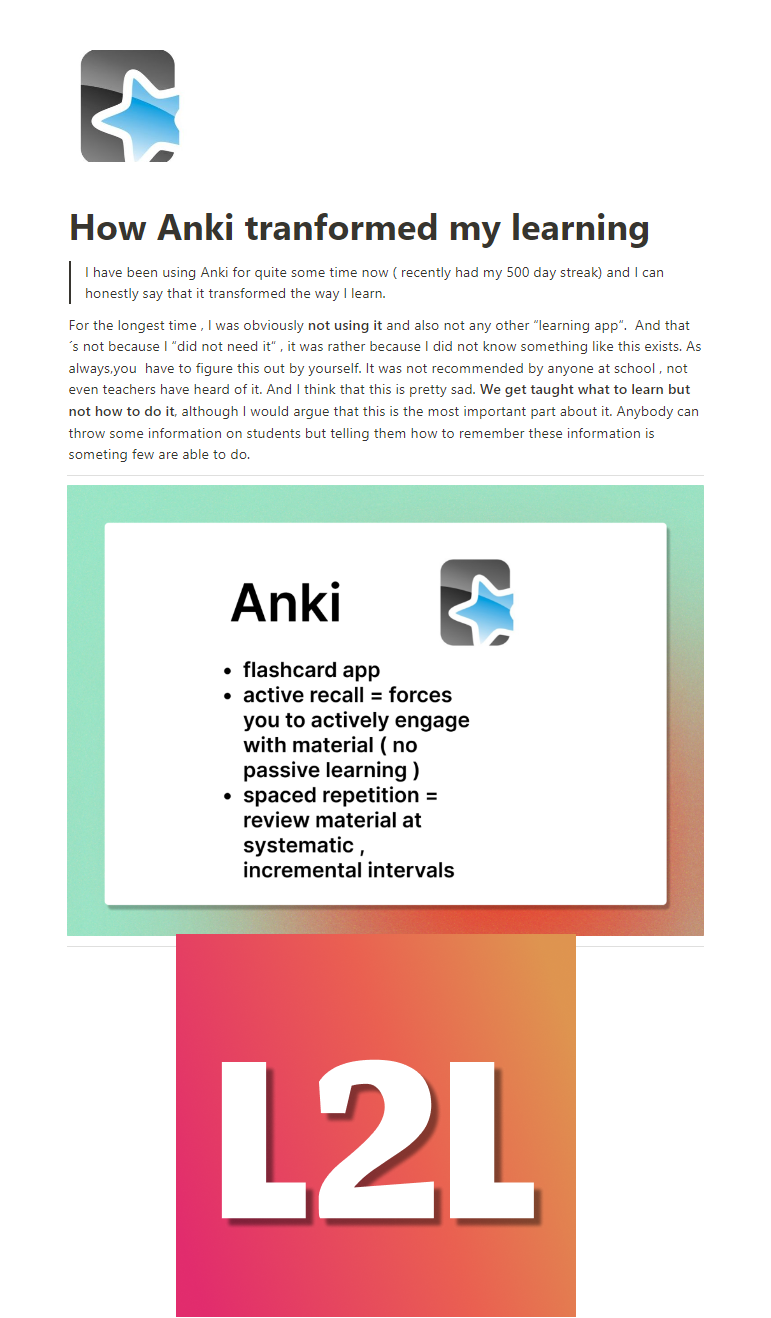 How Anki tranformed my learning
I have been using Anki for quite some time now ( recently had my 500 day streak) and I can
honestly say that it transformed the way I learn.
For the longest time , I was obviously not using it and also not any other “learning app”.  And that
´s not because I “did not need it” , it was rather because I did not know something like this exists. As
always,you  have to figure this out by yourself. It was not recommended by anyone at school , not
even teachers have heard of it. And I think that this is pretty sad. We get taught what to learn but
not how to do it, although I would argue that this is the most important part about it. Anybody can
throw some information on students but telling them how to remember these information is
someting few are able to do.
Anki
• flashcard app
• active recall = forces
you to actively engage
with material ( no
passive learning )
• spaced repetition =
review material at
systematic ,
incremental intervals
L2L